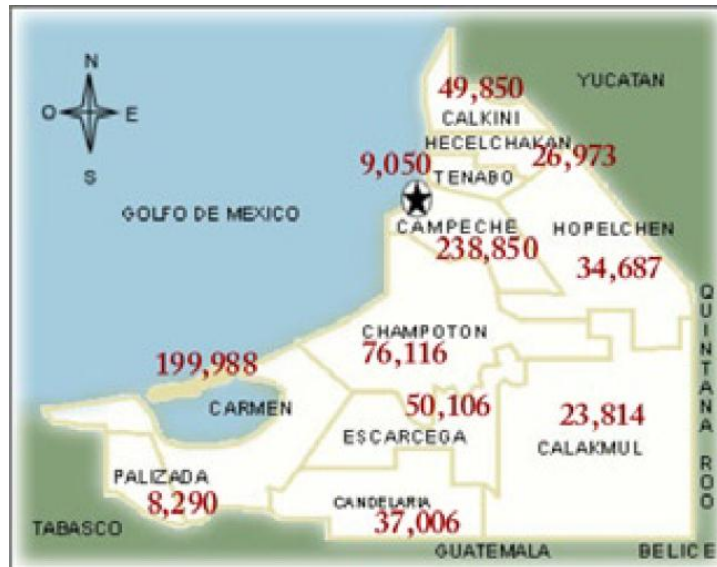 N
O E
S
YUCATAN
49,850
CALKINI
HECELCHAKAN
26,973
9,050
TENABO
GOLFO DE MEXICO
CAMPECHE
238,850
HOPELCHEN
34,687
QUINTANA ROO
CHAMPOTON
76,116
199,988
CARMEN
50,106
ESCARCEGA
23,814
CALAKMUL
PALIZADA
8,290
CANDELARIA
37,006
TABASCO
GUATEMALA
BELICE